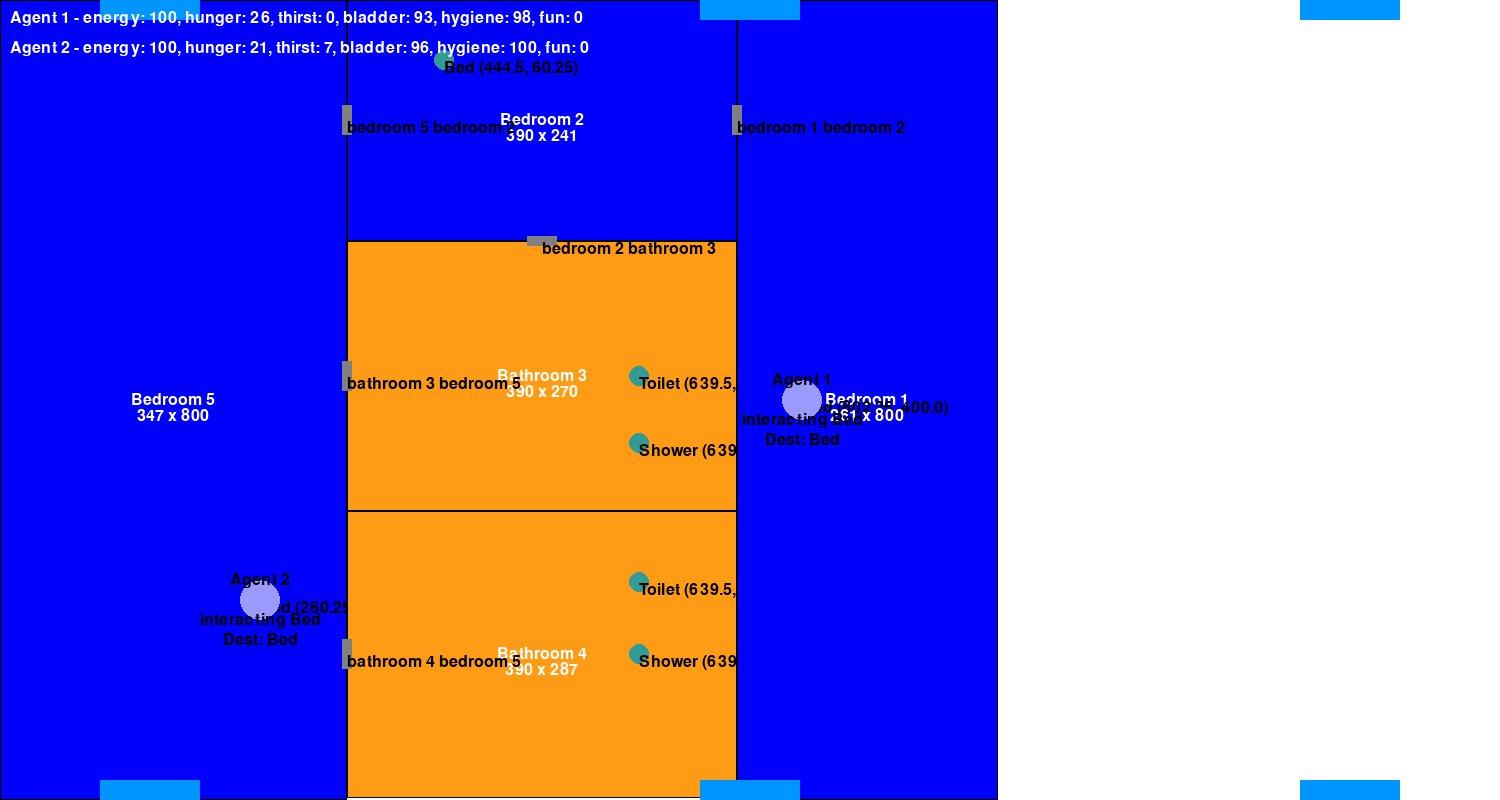 Agent 1 - energy: 100, hunger: 26, thirst: 0, bladder: 93, hygiene: 98, fun: 0
Agent 2 - energy: 100, hunger: 21, thirst: 7, bladder: 96, hygiene: 100, fun: 0
Bed (444.5, 60.25)
Bedroom 2
390 x 241
bedroom 5 bedroom
bedroom 1 bedroom 2
bedroom 2 bathroom 3
Bathroom 3
390 x 270
bathroom 3 bedroom 5
Toilet (639.5,
Agent 1
Bedroom 5
347 x 800
Bedroom 1
261 x 800
400.0)
interacting Bed
Dest: Bed
Shower (639
Agent 2
(260.25
interacting Bed
Dest: Bed
Toilet (639.5,
Bathroom 4
390 x 287
bathroom 4 bedroom 5
Shower (639